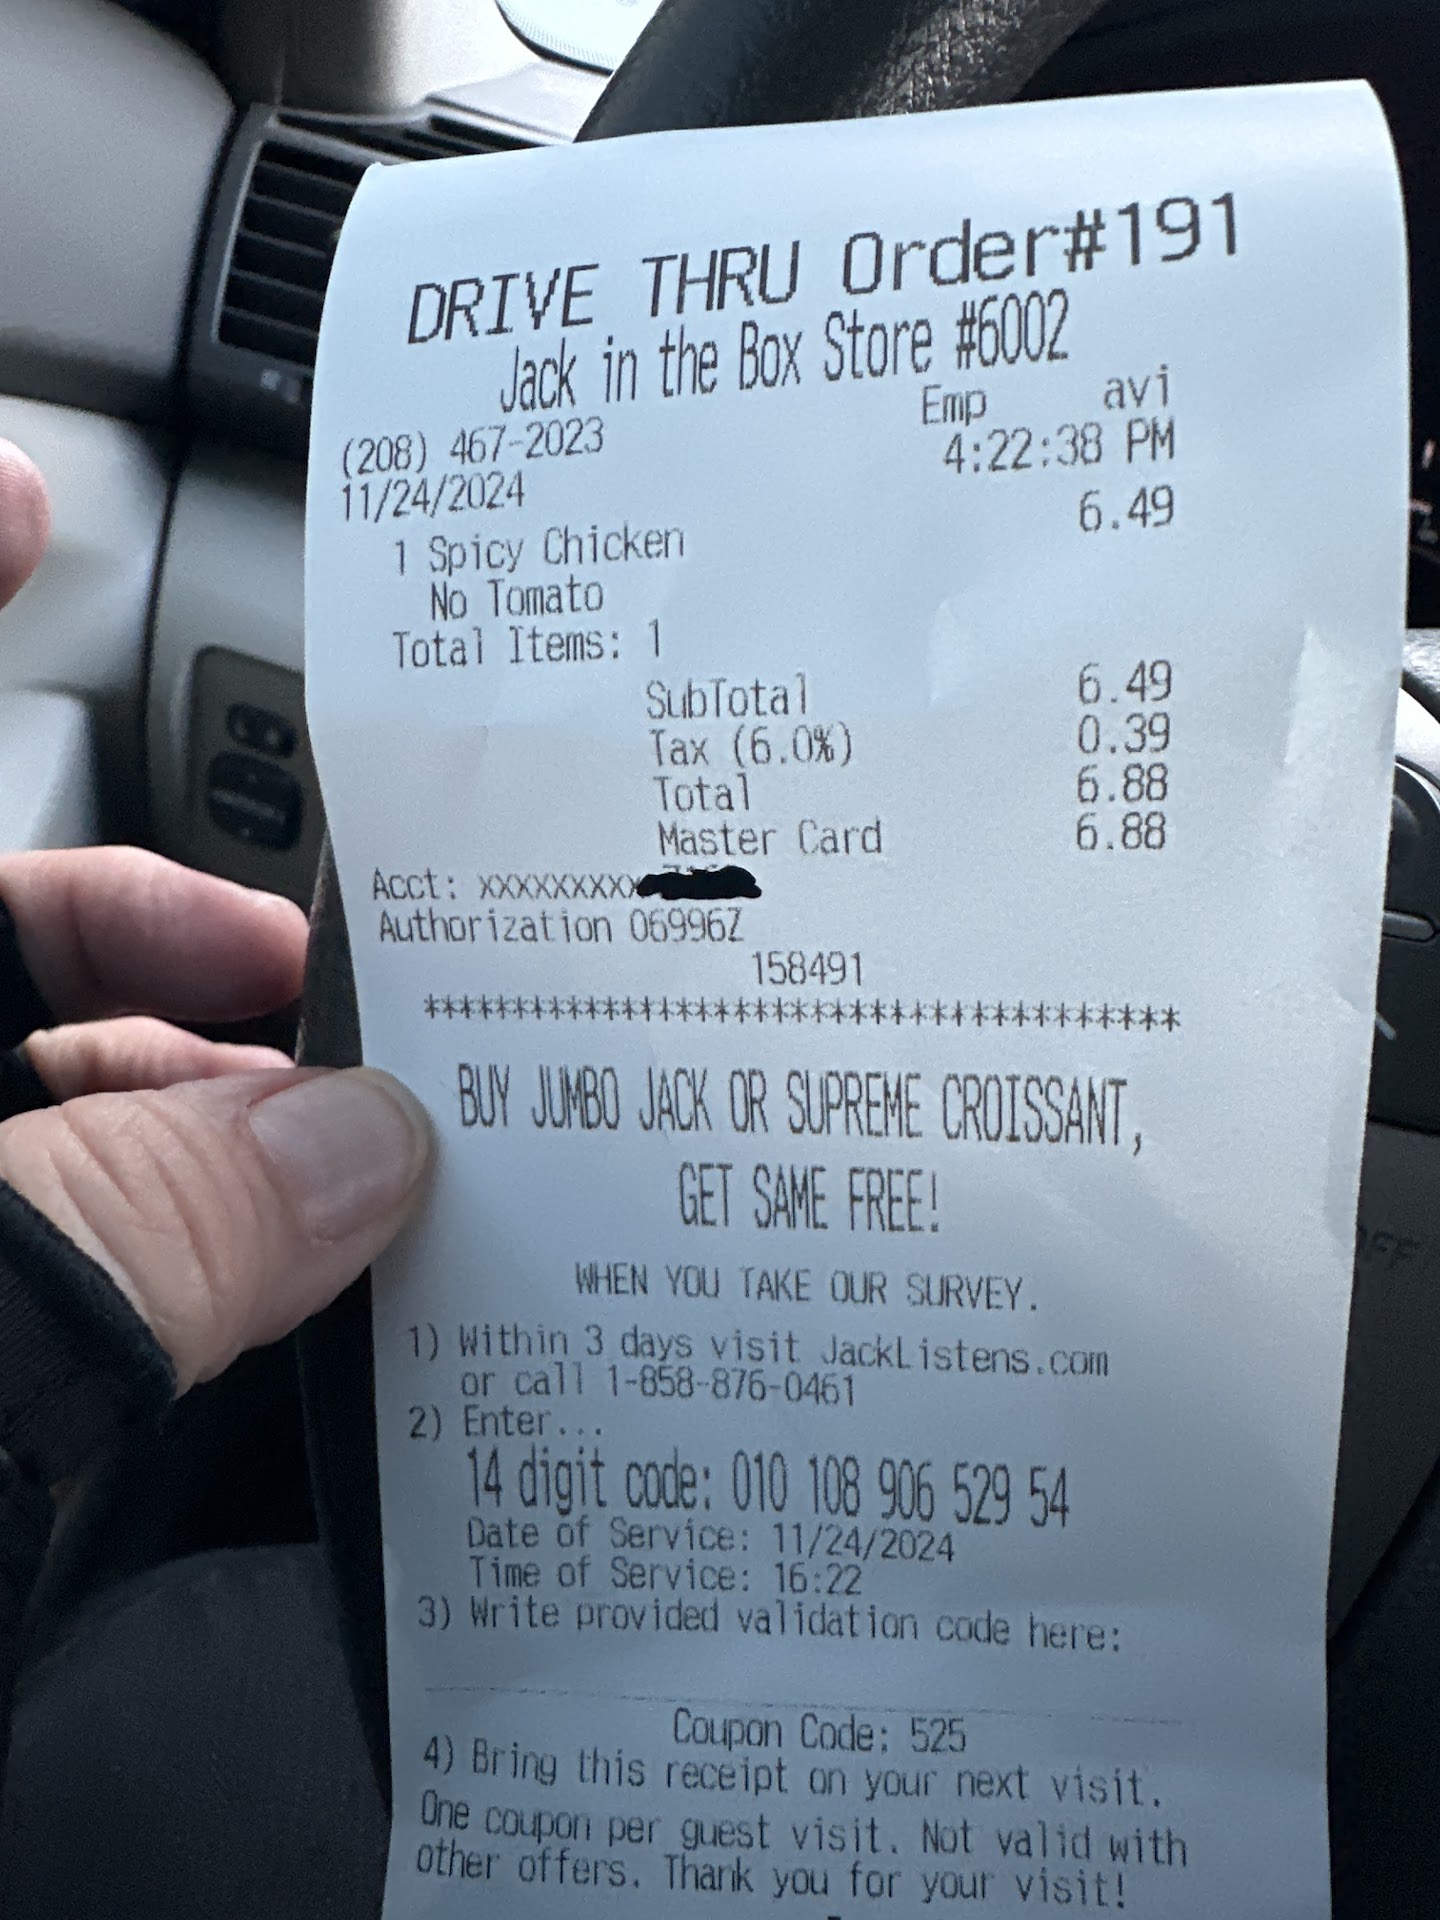 DRIVE THRU Order#191
Jack in the Box Store #6002
Emp avi
(208) 467-2023 4:22:38 PM
11/24/2024
1 Spicy Chicken 6.49
No Tomato
Total Items: 1
SubTotal 6.49
Tax (6.0%) 0.39
Total 6.88
Master Card 6.88
Acct: xxxxxxxxx
Authorization 06996Z
158491
******************************************
BUY JUMBO JACK OR SUPREME CROISSANT,
GET SAME FREE!
WHEN YOU TAKE OUR SURVEY.
1) Within 3 days visit JackListens.com
or call 1-858-876-0461
2) Enter...
14 digit code: 010 108 906 529 54
Date of Service: 11/24/2024
Time of Service: 16:22
3) Write provided validation code here:
Coupon Code: 525
4) Bring this receipt on your next visit.
One coupon per guest visit. Not valid with
other offers. Thank you for your visit!
OFF